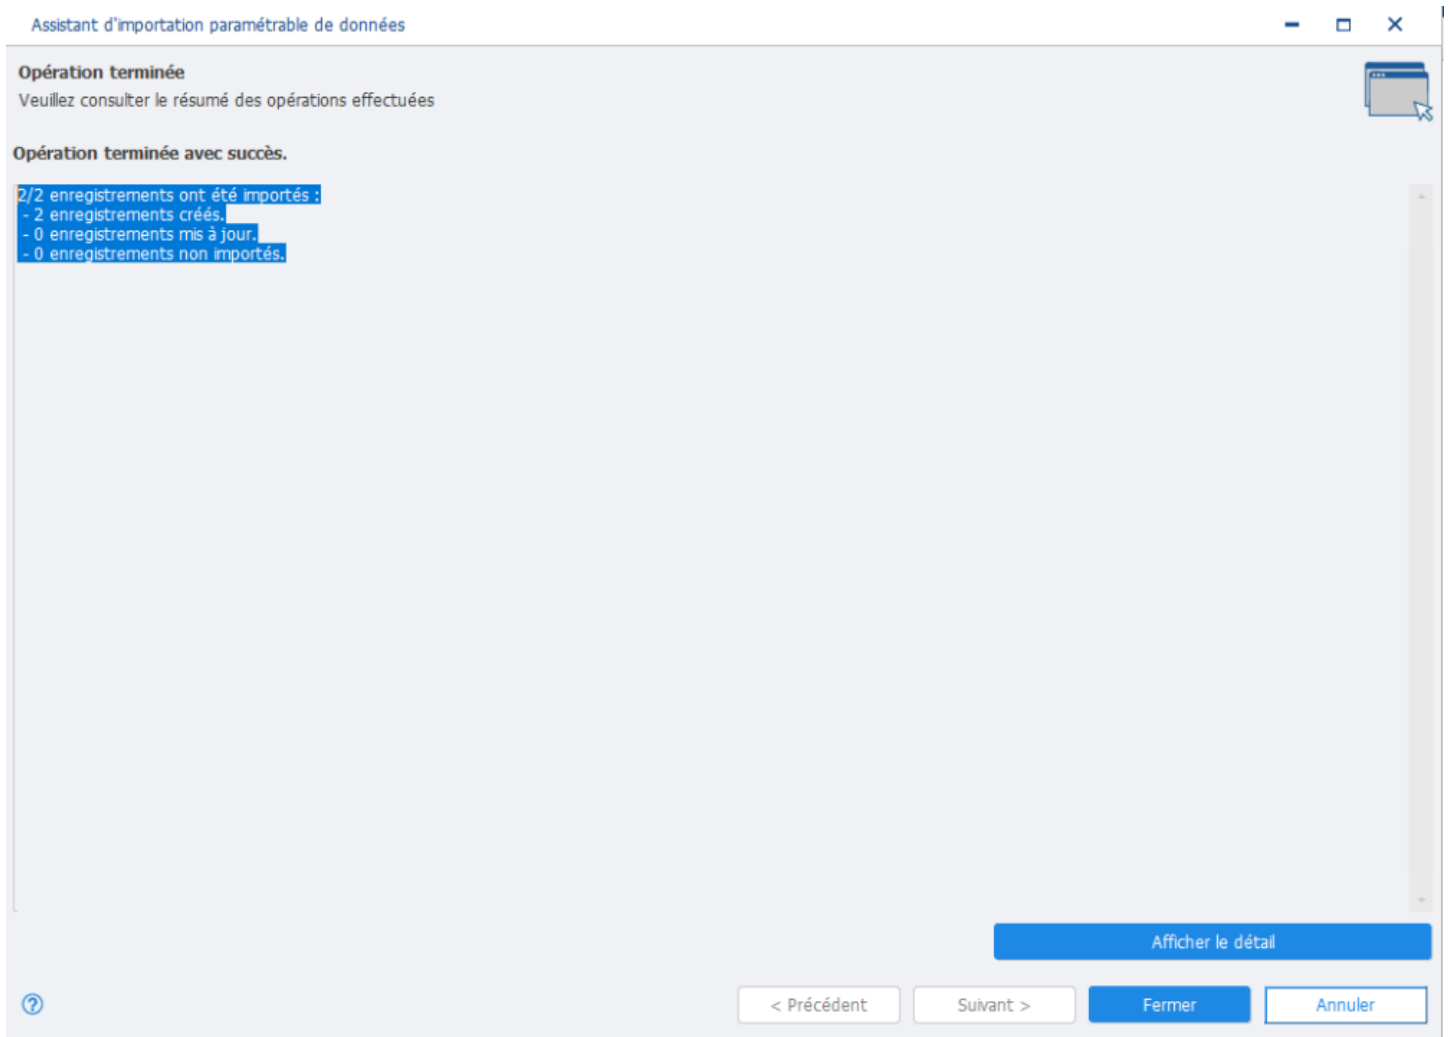 Assistant d'importation paramétrable de données
Opération terminée
Veuillez consulter le résumé des opérations effectuées
Opération terminée avec succès.
2/2 enregistrements ont été importés :
- 2 enregistrements créés.
- 0 enregistrements mis à jour.
- 0 enregistrements non importés.
Afficher le détail
?
< Précédent
Suivant >
Fermer
Annuler